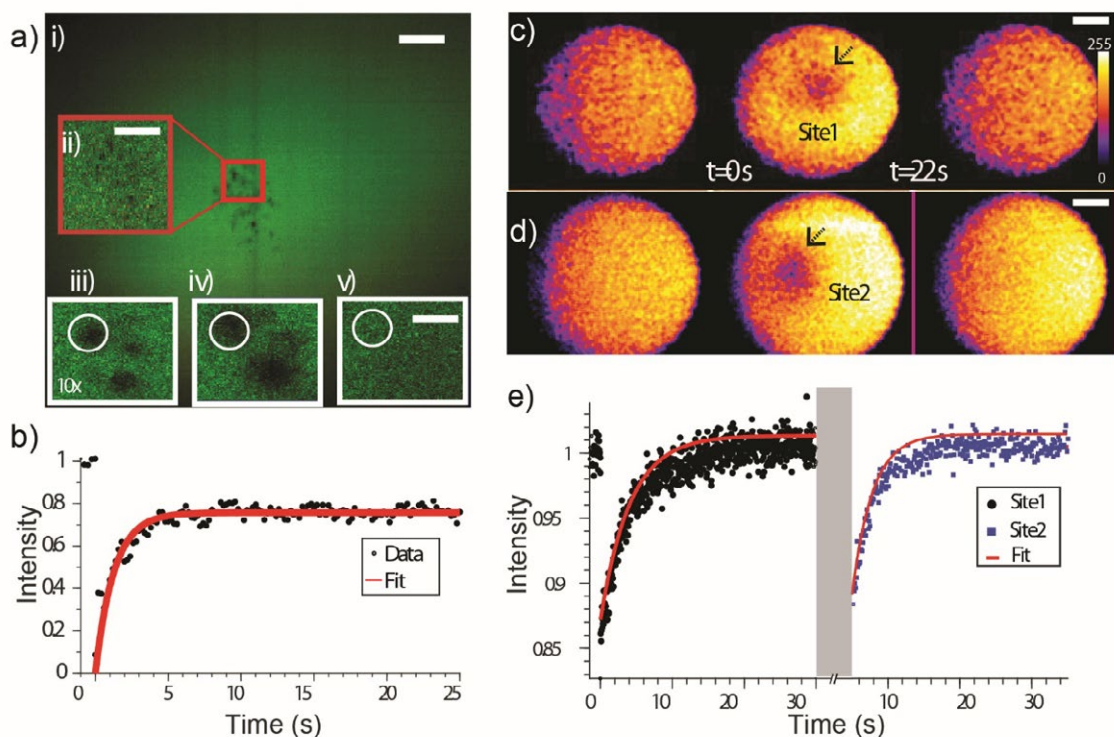 a)
i)
ii)
iii)
iv)
v)
10x
b)
1
0.8
0.6
0.4
0.2
0
Intensity
0 5 10 15 20 25
Time (s)
Data
Fit
c)
Site1
t=0s
t=22s
255
0
d)
Site2
e)
1
0.95
0.9
0.85
Intensity
0 10 20 30
10 20 30
Time (s)
Site1
Site2
Fit